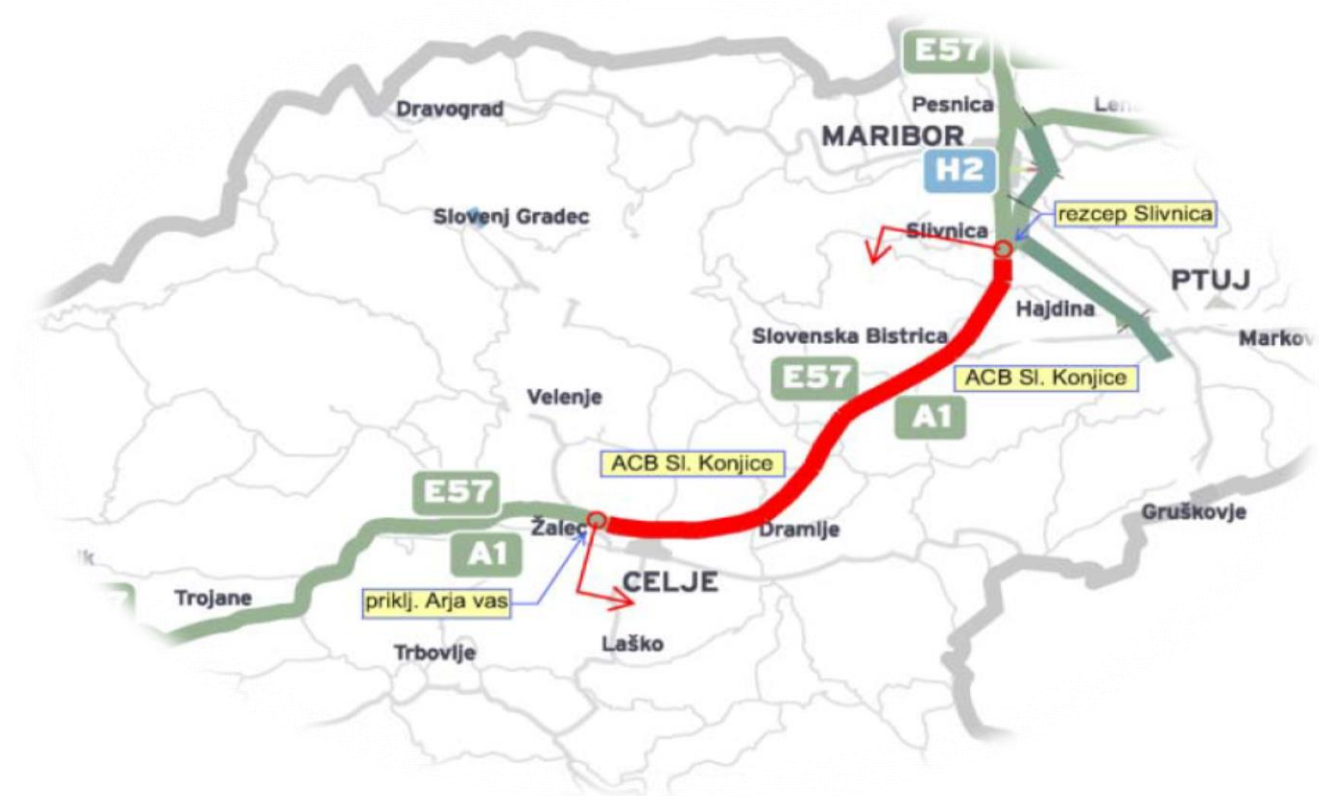 E57
Pesnica
Dravograd
MARIBOR
H2
Slovenj Gradec
rezcep Slivnica
Slivnica
PTUJ
Hajdina
Slovenska Bistrica
E57
ACB Sl. Konjice
Velenje
A1
ACB Sl. Konjice
E57
Gruškovje
Žalec
Dramlje
A1
CELJE
Trojane
priklj. Arja vas
Laško
Trbovlje